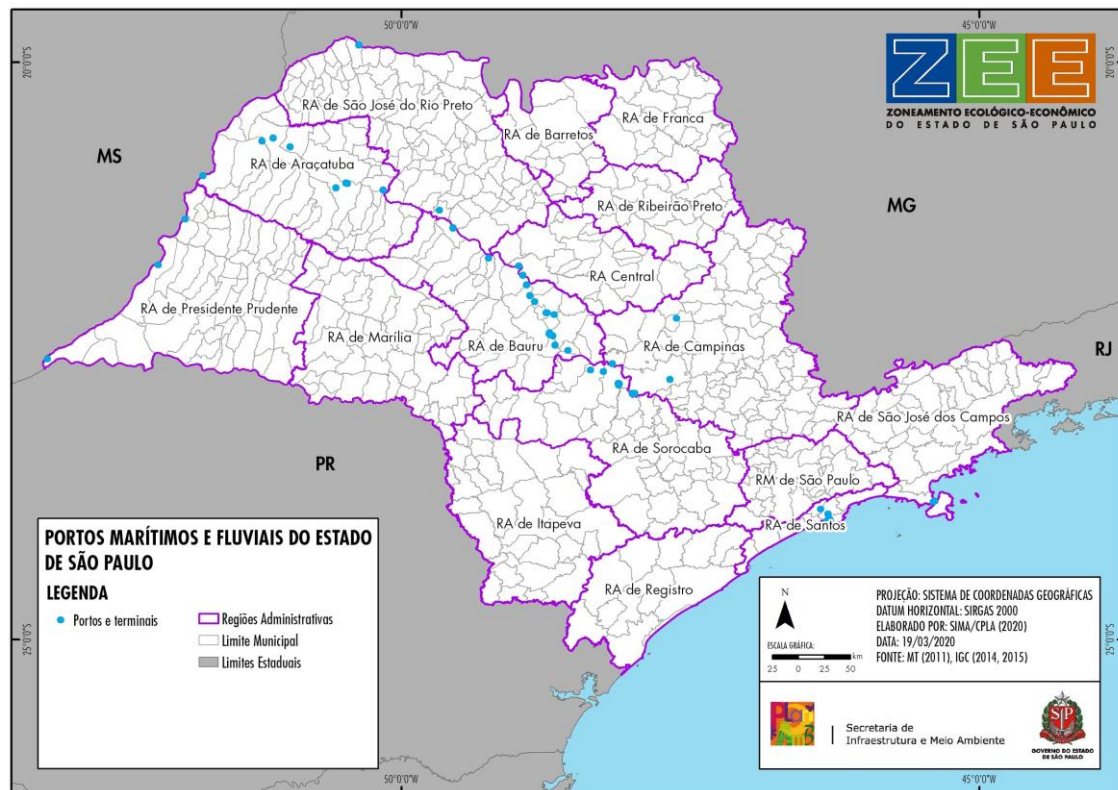 50°0'0"W
45°0'0"W
20°0'0"S
20°0'0"S
ZEE
ZONEAMENTO ECOLÓGICO-ECONÔMICO
DO ESTADO DE SÃO PAULO
RA de São José do Rio Preto
RA de Barretos
RA de Franca
MS
RA de Araçatuba
RA de Ribeirão Preto
MG
RA Central
RA de Presidente Prudente
RA de Marília
RA de Bauru
RA de Campinas
RJ
RA de São José dos Campos
RA de Sorocaba
PR
RM de São Paulo
RA de Itapeva
RA de Santos
RA de Registro
PORTOS MARÍTIMOS E FLUVIAIS DO ESTADO
DE SÃO PAULO
LEGENDA
Portos e terminais
Regiões Administrativas
Limite Municipal
Limites Estaduais
N
ESCALA GRÁFICA:
25 0 25 50 km
PROJEÇÃO: SISTEMA DE COORDENADAS GEOGRÁFICAS
DATUM HORIZONTAL: SIRGAS 2000
ELABORADO POR: SIMA/CPLA (2020)
DATA: 19/03/2020
FONTE: MT (2011), IGC (2014, 2015)
25°0'0"S
25°0'0"S
Secretaria de
Infraestrutura e Meio Ambiente
GOVERNO DO ESTADO
DE SÃO PAULO
50°0'0"W
45°0'0"W